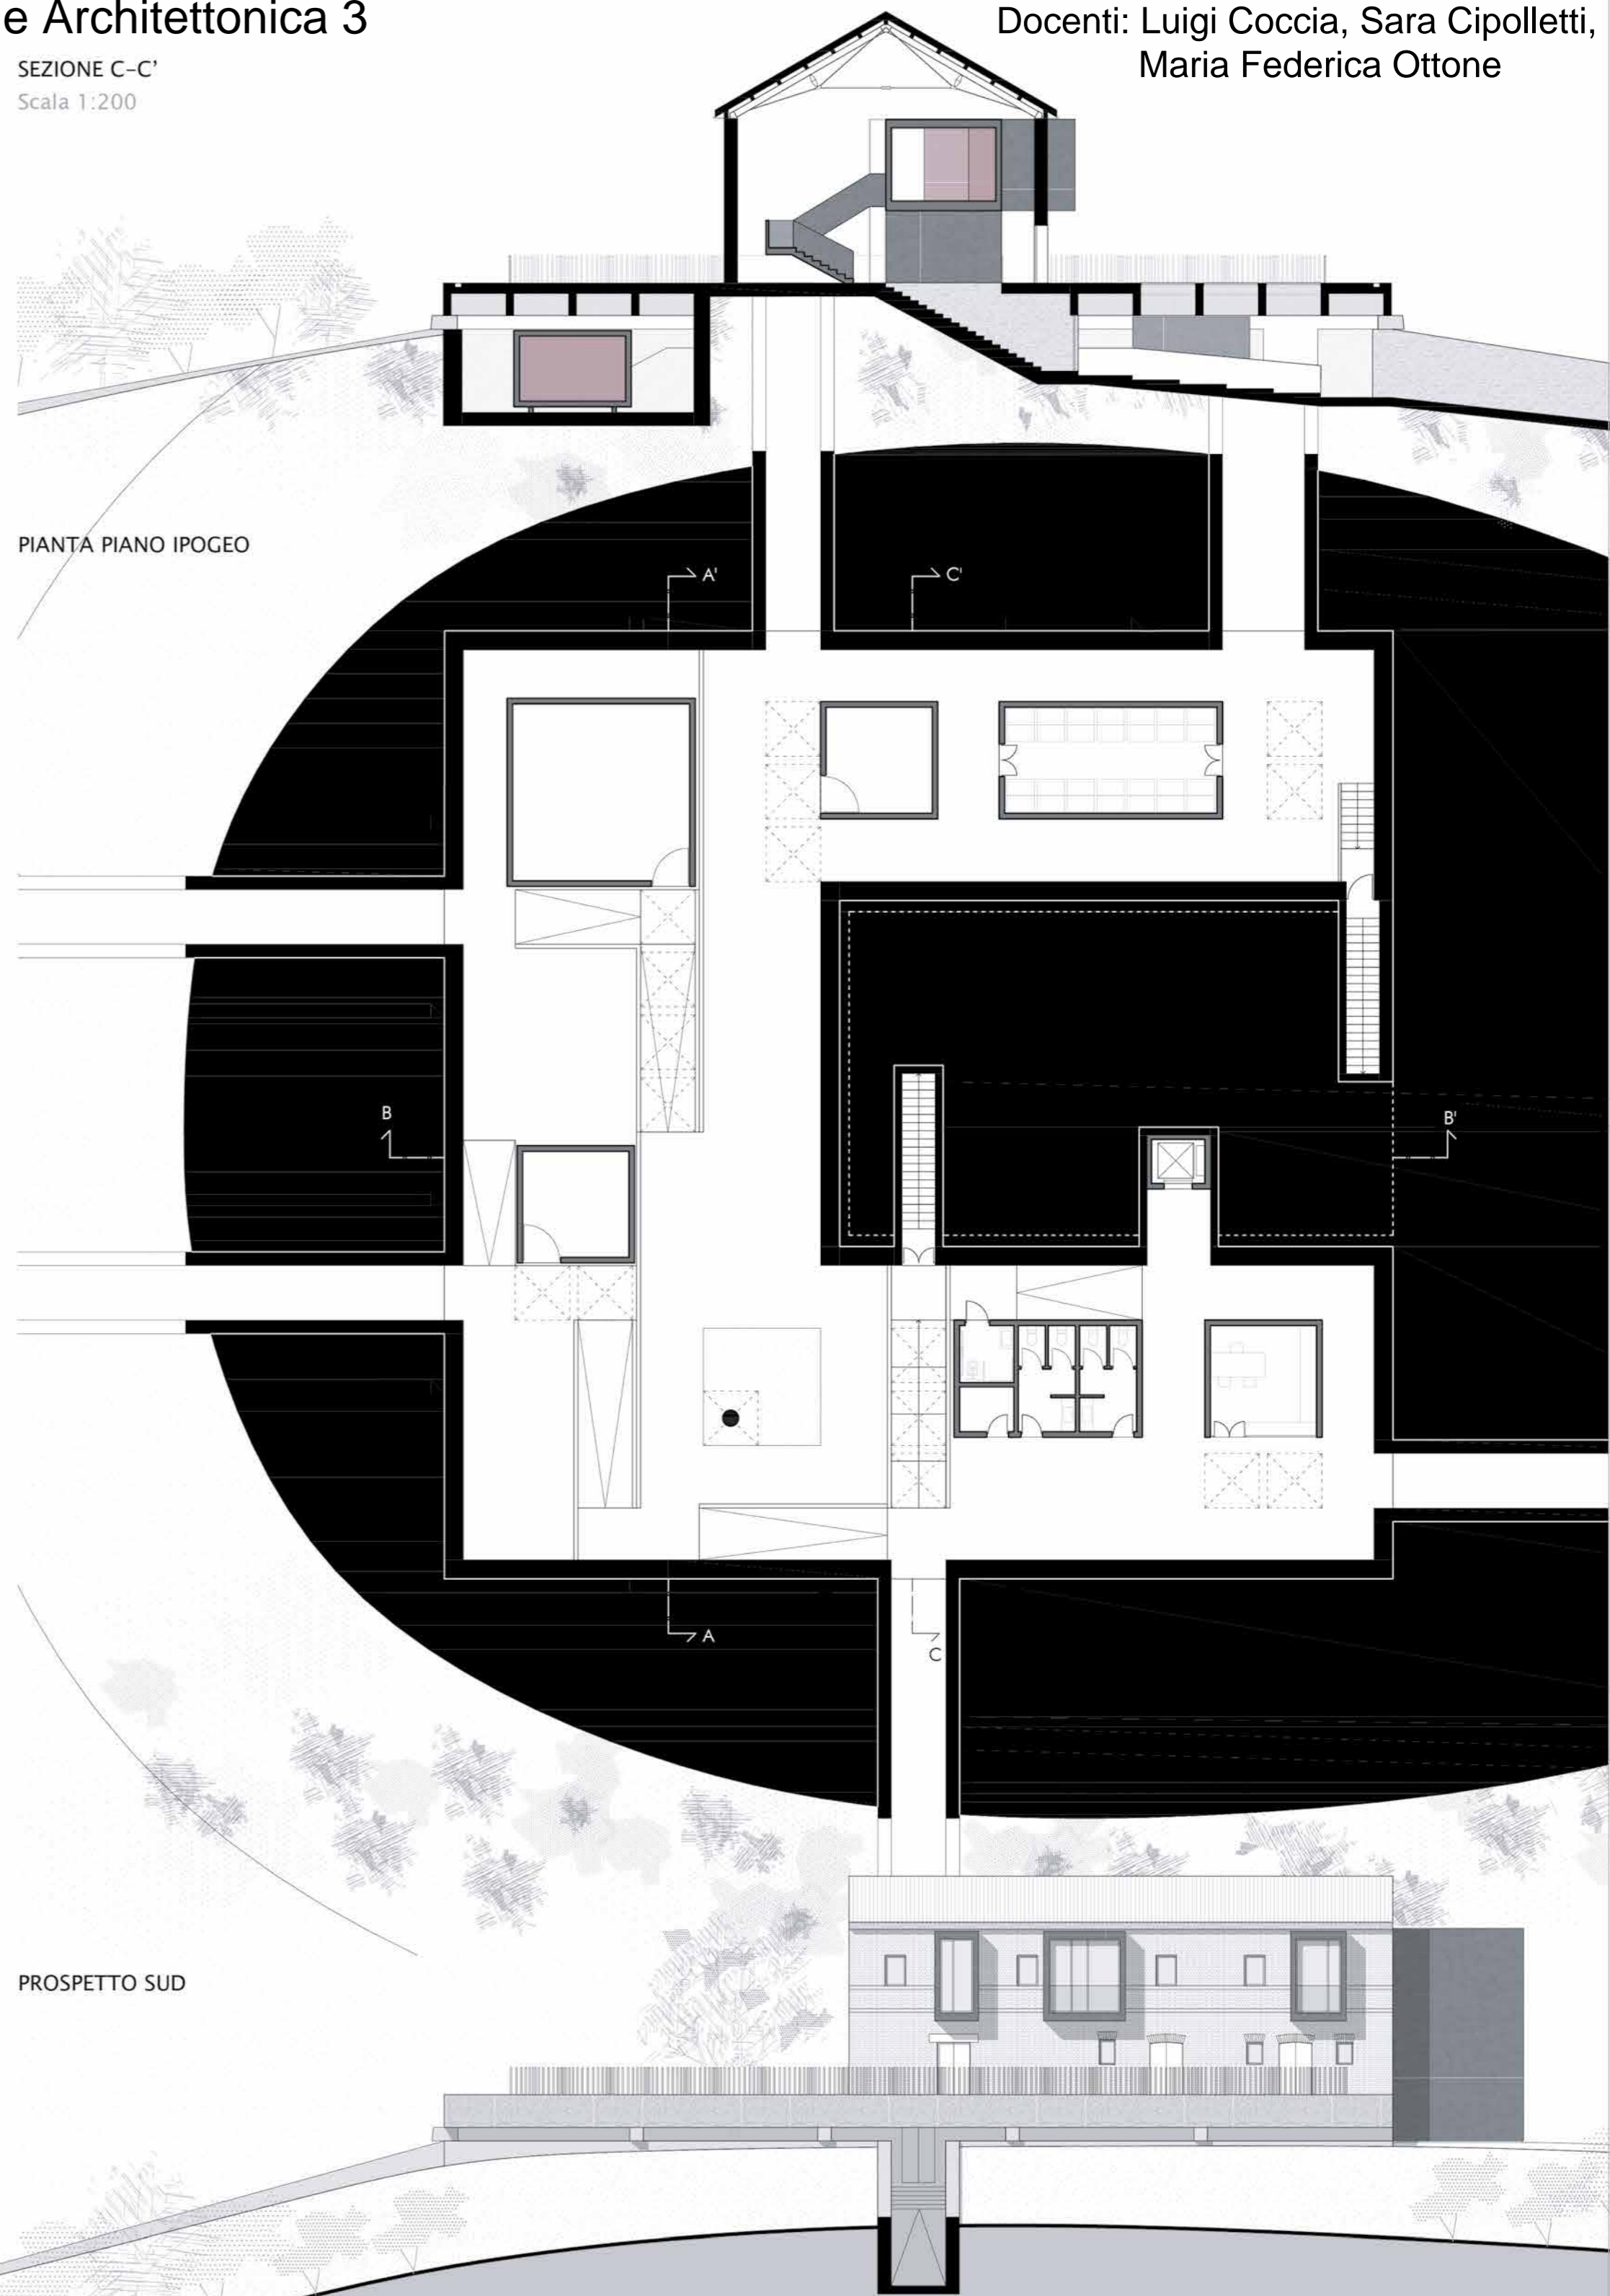 e Architettonica 3
Docenti: Luigi Coccia, Sara Cipolletti,
Maria Federica Ottone
SEZIONE C-C'
Scala 1:200
PIANTA PIANO IPOGEO
A'
C'
B
B'
A
C
PROSPETTO SUD